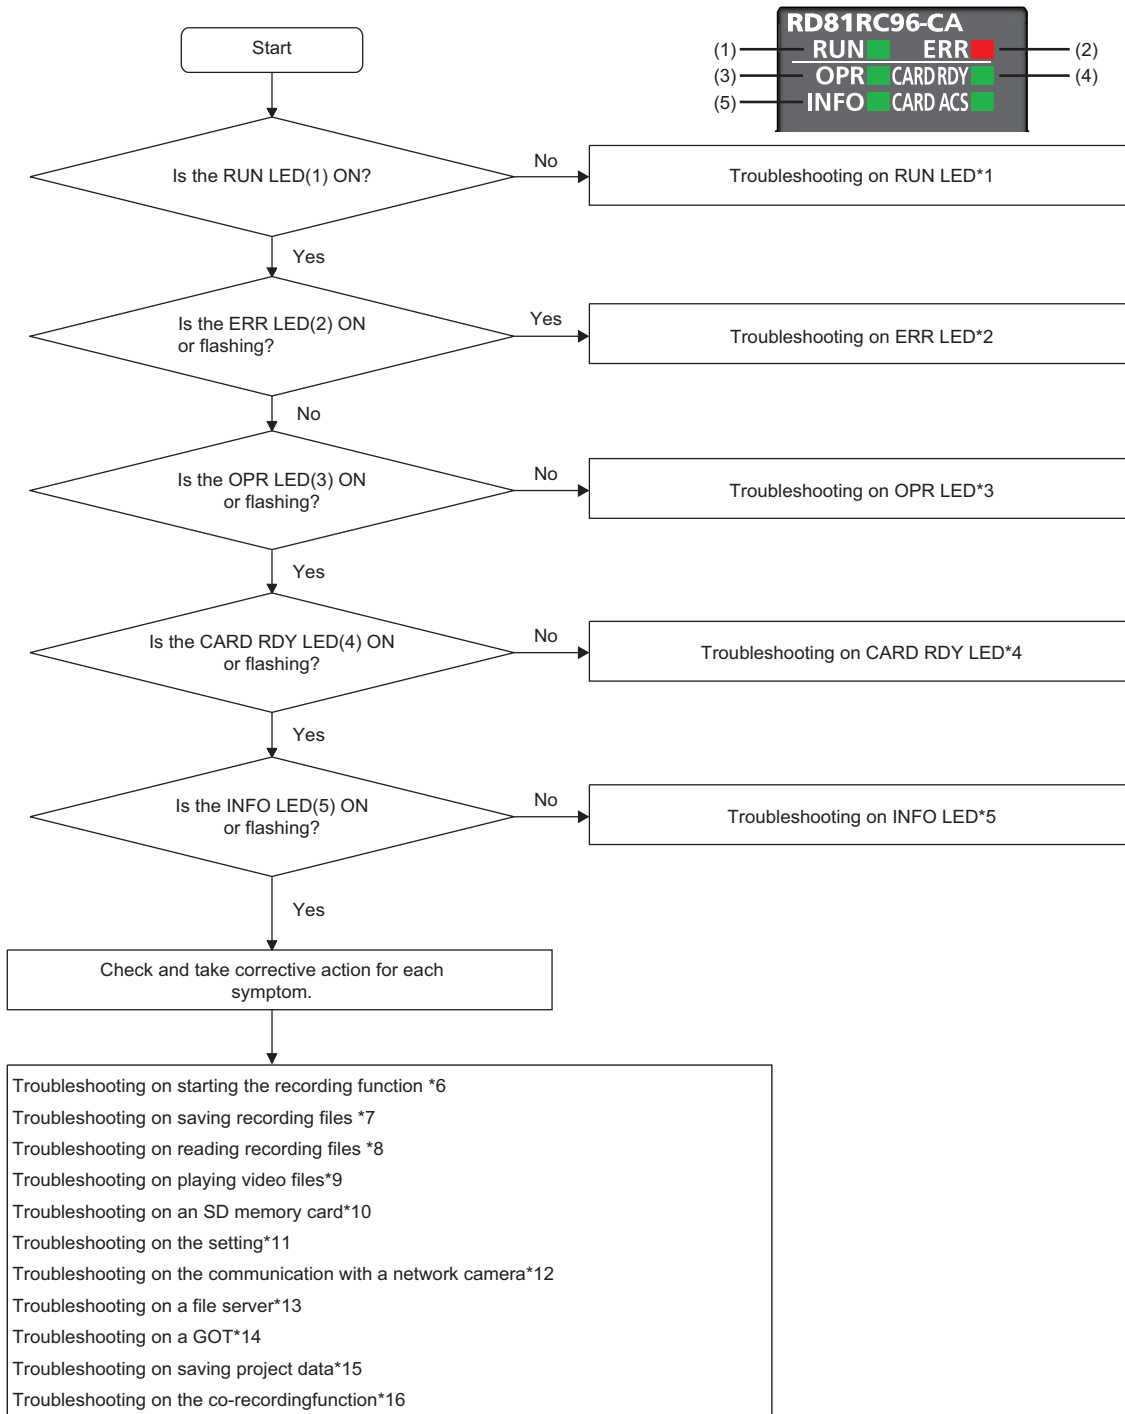 Start
RD81RC96-CA
(1) RUN ERR (2)
(3) OPR CARD RDY (4)
(5) INFO CARD ACS
Is the RUN LED(1) ON?
No
Troubleshooting on RUN LED*1
Yes
Is the ERR LED(2) ON
or flashing?
Yes
Troubleshooting on ERR LED*2
No
Is the OPR LED(3) ON
or flashing?
No
Troubleshooting on OPR LED*3
Yes
Is the CARD RDY LED(4) ON
or flashing?
No
Troubleshooting on CARD RDY LED*4
Yes
Is the INFO LED(5) ON
or flashing?
No
Troubleshooting on INFO LED*5
Yes
Check and take corrective action for each
symptom.
Troubleshooting on starting the recording function *6
Troubleshooting on saving recording files *7
Troubleshooting on reading recording files *8
Troubleshooting on playing video files*9
Troubleshooting on an SD memory card*10
Troubleshooting on the setting*11
Troubleshooting on the communication with a network camera*12
Troubleshooting on a file server*13
Troubleshooting on a GOT*14
Troubleshooting on saving project data*15
Troubleshooting on the co-recordingfunction*16